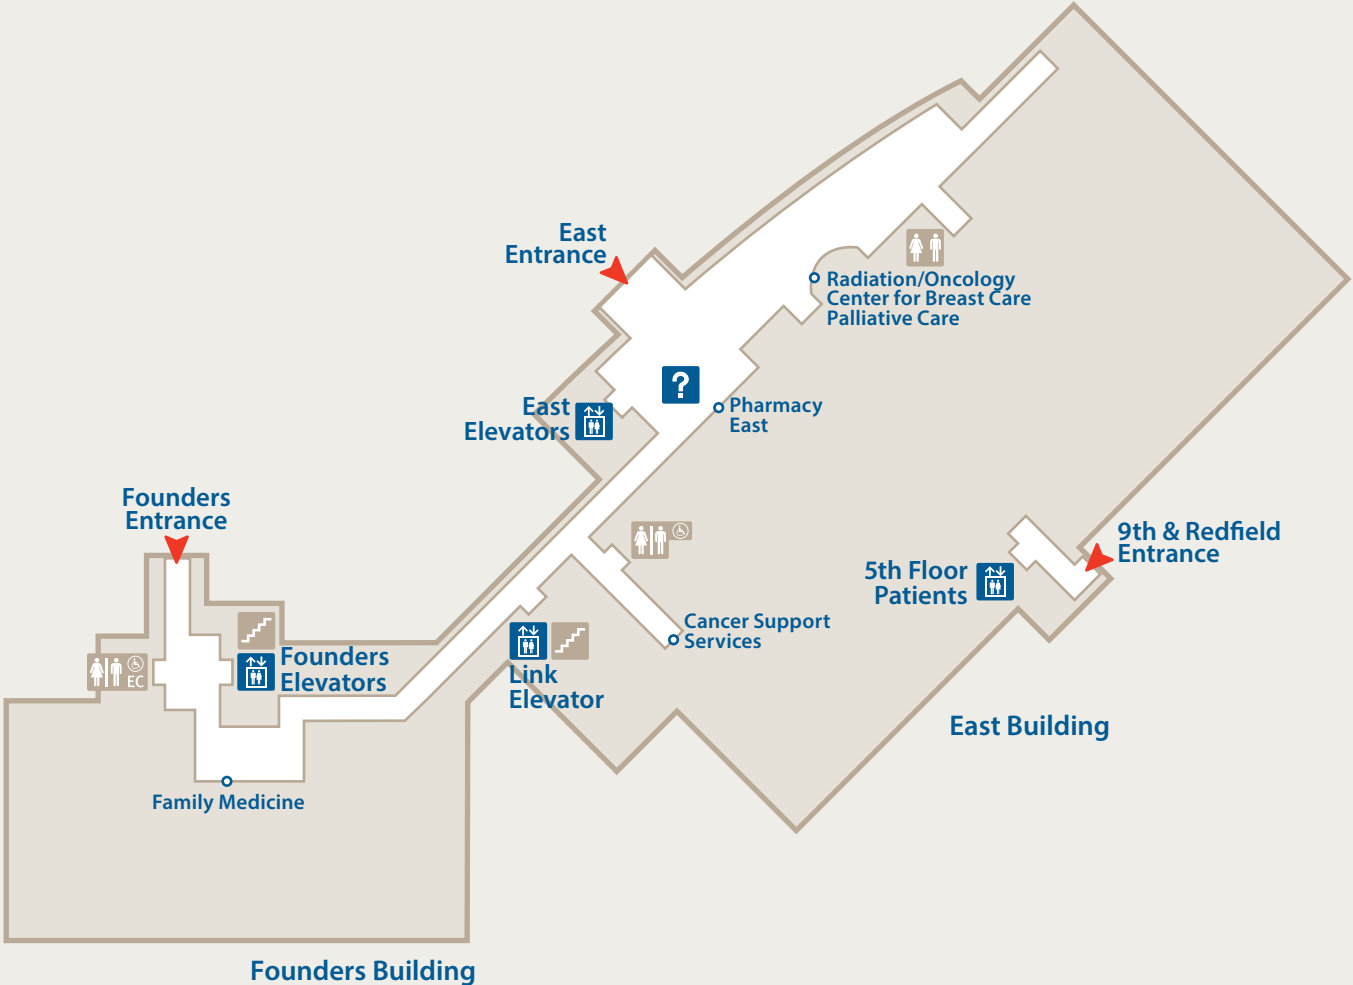 East
Entrance
Radiation/Oncology
Center for Breast Care
Palliative Care
?
East
Elevators
Pharmacy
East
Founders
Entrance
9th & Redfield
Entrance
5th Floor
Patients
Cancer Support
Services
Founders
Elevators
EC
Link
Elevator
East Building
Family Medicine
Founders Building